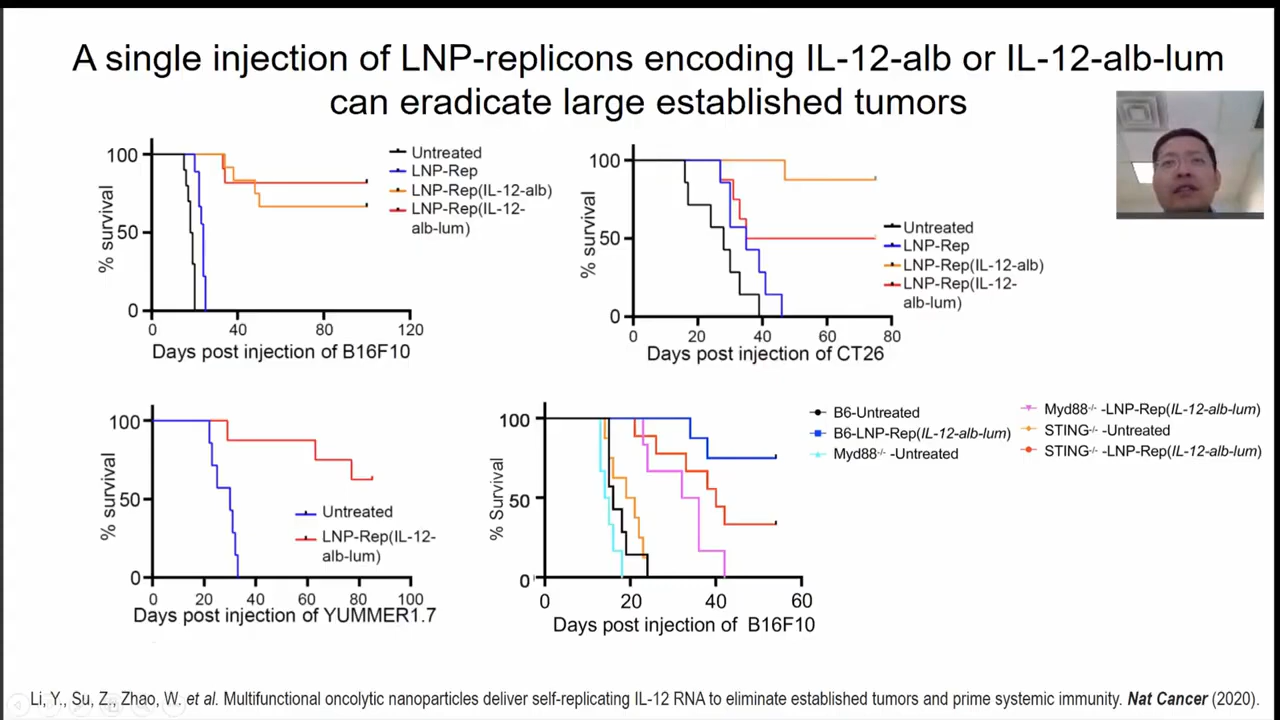 A single injection of LNP-replicons encoding IL-12-alb or IL-12-alb-lum
can eradicate large established tumors
% survival
100
50
0
0 40 80 120
Days post injection of B16F10
Untreated
LNP-Rep
LNP-Rep(IL-12-alb)
LNP-Rep(IL-12-
alb-lum)
% survival
100
50
0
0 20 40 60 80
Days post injection of CT26
Untreated
LNP-Rep
LNP-Rep(IL-12-alb)
LNP-Rep(IL-12-
alb-lum)
% survival
100
50
0
0 20 40 60 80 100
Days post injection of YUMMER1.7
Untreated
LNP-Rep(IL-12-
alb-lum)
% Survival
100
50
0
0 20 40 60
Days post injection of B16F10
B6-Untreated
B6-LNP-Rep(IL-12-alb-lum)
Myd88-/- -Untreated
Myd88-/- -LNP-Rep(IL-12-alb-lum)
STING-/- -Untreated
STING-/- -LNP-Rep(IL-12-alb-lum)
Li, Y., Su, Z., Zhao, W. et al. Multifunctional oncolytic nanoparticles deliver self-replicating IL-12 RNA to eliminate established tumors and prime systemic immunity. Nat Cancer (2020).